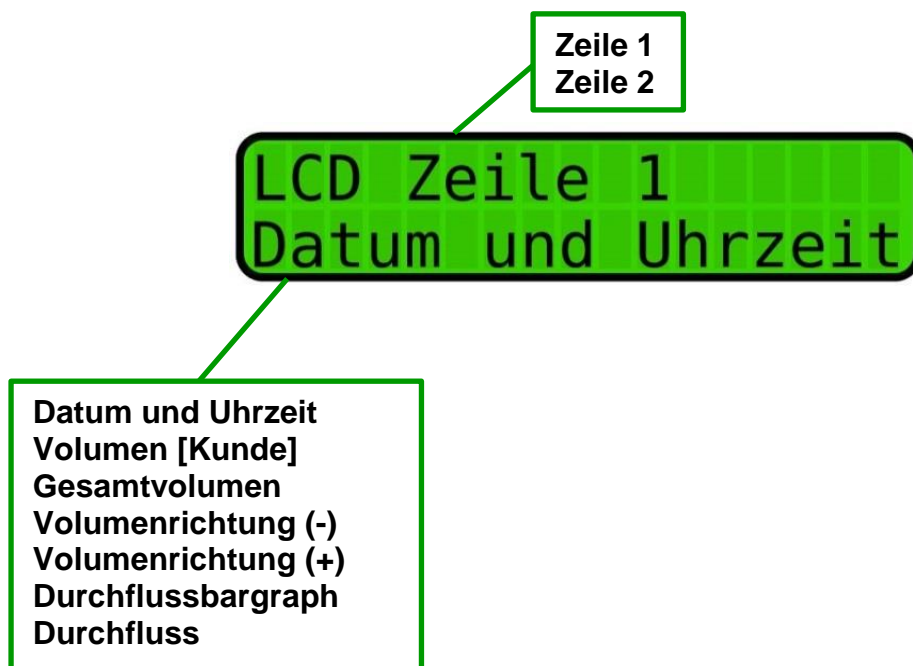 Zeile 1
Zeile 2
LCD Zeile 1
Datum und Uhrzeit
Datum und Uhrzeit
Volumen [Kunde]
Gesamtvolumen
Volumenrichtung (-)
Volumenrichtung (+)
Durchflussbargraph
Durchfluss